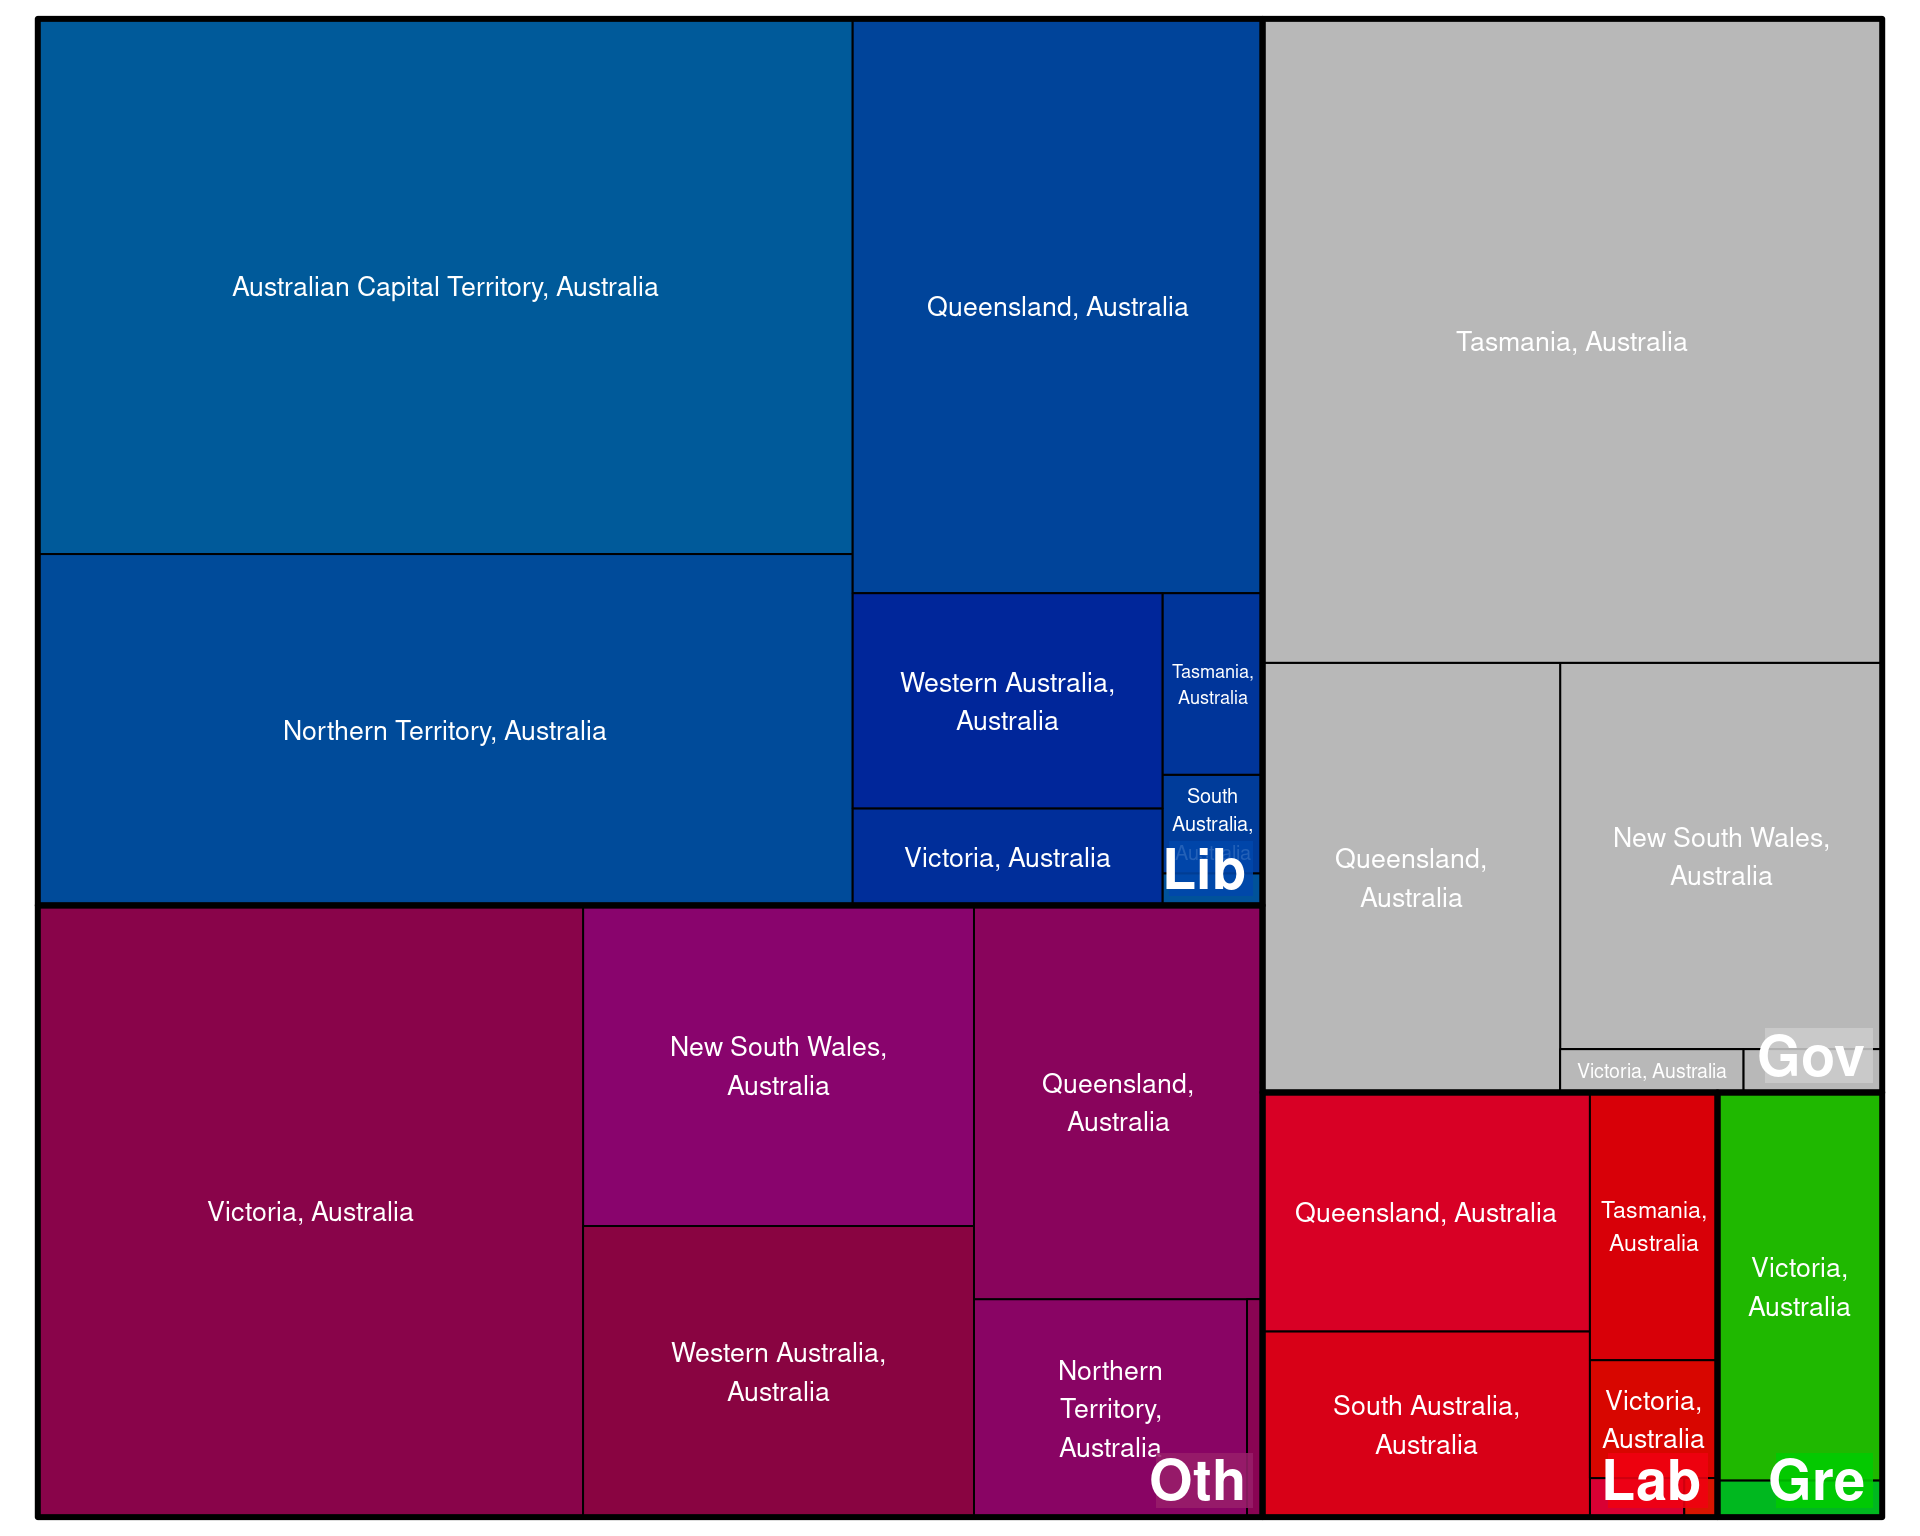 Australian Capital Territory, Australia
Northern Territory, Australia
Queensland, Australia
Western Australia,
Australia
Victoria, Australia
Tasmania,
Australia
South
Australia,
Australia
Lib
Tasmania, Australia
Queensland,
Australia
New South Wales,
Australia
Victoria, Australia
Gov
Victoria, Australia
New South Wales,
Australia
Western Australia,
Australia
Queensland,
Australia
Northern
Territory,
Australia
Oth
Queensland, Australia
South Australia,
Australia
Tasmania,
Australia
Victoria,
Australia
Lab
Victoria,
Australia
Gre